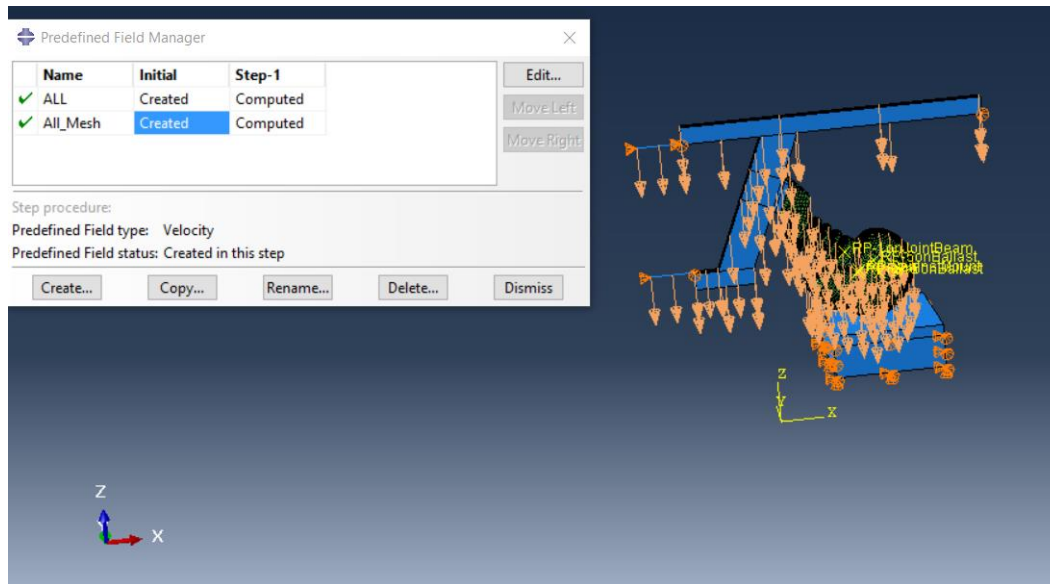 Predefined Field Manager
Name Initial Step-1
ALL Created Computed
All_Mesh Created Computed
Edit...
Move Left
Move Right
Step procedure:
Predefined Field type: Velocity
Predefined Field status: Created in this step
Create... Copy... Rename... Delete... Dismiss
Z
Y
X
Z
X